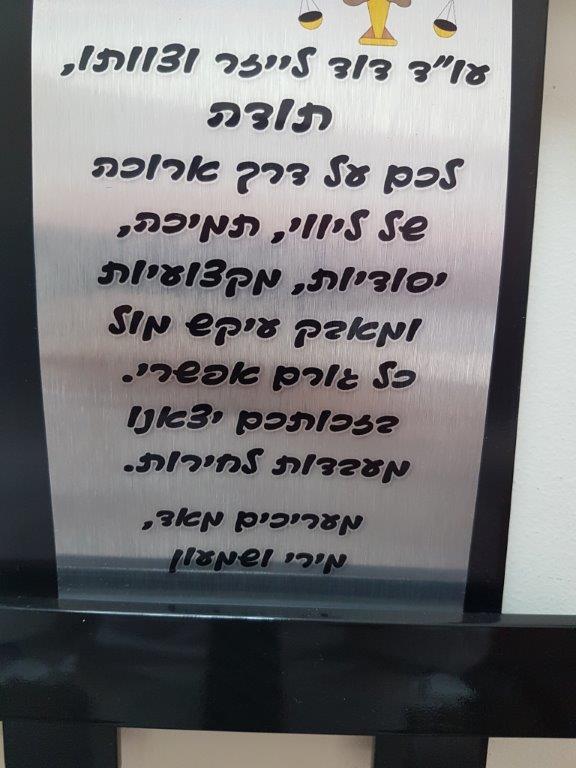 עו"ד דוד לייזר וצוותו,
תודה
לכם על דרך ארוכה
של ליווי, תמיכה,
יסודיות, מקצועיות
ומאבק עיקש מול
כל גורם אפשרי.
בזכותכם יצאנו
מעבדות לחירות.
מעריכים מאד,
מירי ושמעון